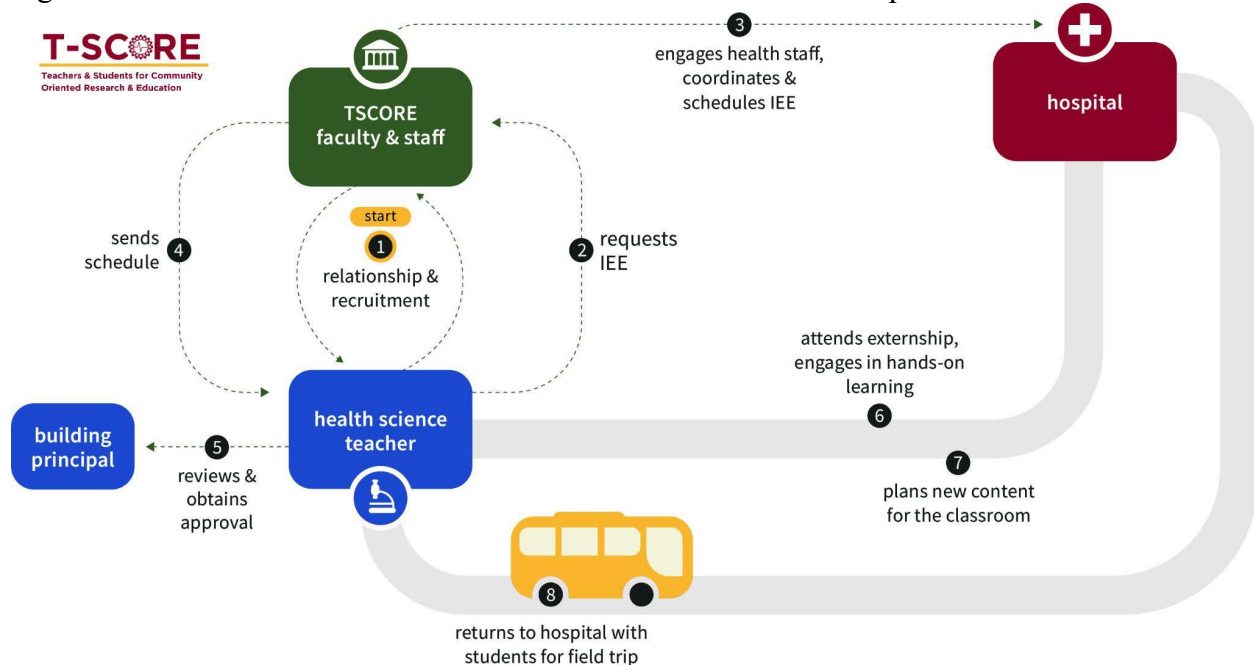 T-SCORE
Teachers & Students for Community
Oriented Research & Education
TSCORE
faculty & staff
3
engages health staff,
coordinates &
schedules IEE
hospital
start
1
relationship &
recruitment
2
requests
IEE
4
sends
schedule
building
principal
5
reviews &
obtains
approval
health science
teacher
attends externship,
engages in hands-on
learning
6
7
plans new content
for the classroom
8
returns to hospital with
students for field trip